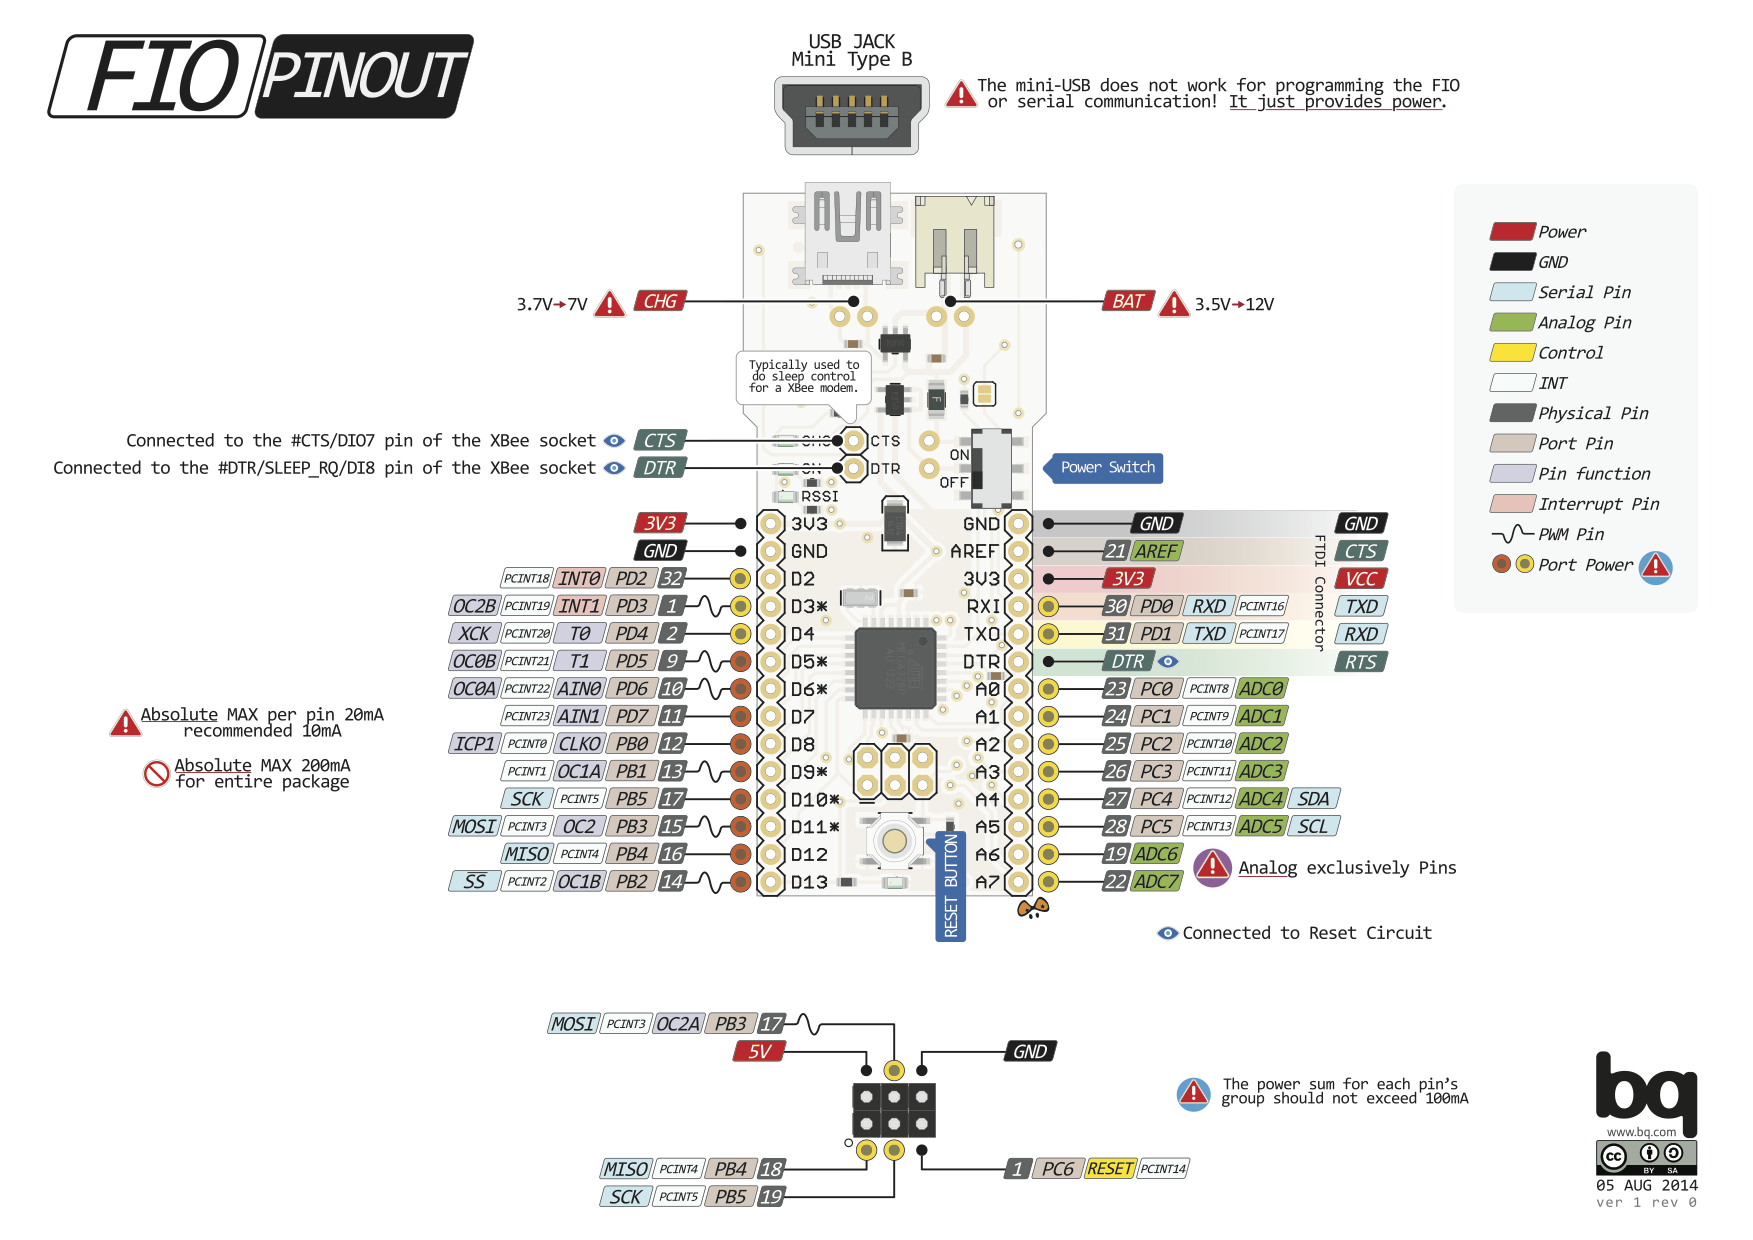 FIO PINOUT
USB JACK
Mini Type B
The mini-USB does not work for programming the FIO
or serial communication! It just provides power.
3.7V→7V CHG
BAT 3.5V→12V
Typically used to
do sleep control
for a XBee modem.
Connected to the #CTS/DIO7 pin of the XBee socket CTS
Connected to the #DTR/SLEEP_RQ/DI8 pin of the XBee socket DTR
CTS
DTR
ON
RSSI
ON
OFF
Power Switch
3V3 3V3 GND GND GND
GND GND AREF 21 AREF CTS
PCINT18 INT0 PD2 32 D2 3V3 3V3 VCC
OC2B PCINT19 INT1 PD3 1 D3* RXI 30 PD0 RXD PCINT16 TXD
XCK PCINT20 T0 PD4 2 D4 TXO 31 PD1 TXD PCINT17 RXD
OC0B PCINT21 T1 PD5 9 D5* DTR DTR RTS
FTDI Connector
OC0A PCINT22 AIN0 PD6 10 D6* A0 23 PC0 PCINT8 ADC0
PCINT23 AIN1 PD7 11 D7 A1 24 PC1 PCINT9 ADC1
ICP1 PCINT0 CLKO PB0 12 D8 A2 25 PC2 PCINT10 ADC2
PCINT1 OC1A PB1 13 D9* A3 26 PC3 PCINT11 ADC3
SCK PCINT5 PB5 17 D10* A4 27 PC4 PCINT12 ADC4 SDA
MOSI PCINT3 OC2 PB3 15 D11* A5 28 PC5 PCINT13 ADC5 SCL
MISO PCINT4 PB4 16 D12 A6 19 ADC6
SS PCINT2 OC1B PB2 14 D13 A7 22 ADC7
Absolute MAX per pin 20mA
recommended 10mA
Absolute MAX 200mA
for entire package
RESET BUTTON
Analog exclusively Pins
Connected to Reset Circuit
Power
GND
Serial Pin
Analog Pin
Control
INT
Physical Pin
Port Pin
Pin function
Interrupt Pin
PWM Pin
Port Power
MOSI PCINT3 OC2A PB3 17
5V
GND
MISO PCINT4 PB4 18
SCK PCINT5 PB5 19
1 PC6 RESET PCINT14
The power sum for each pin's
group should not exceed 100mA
bq
www.bq.com
cc BY SA
05 AUG 2014
ver 1 rev 0